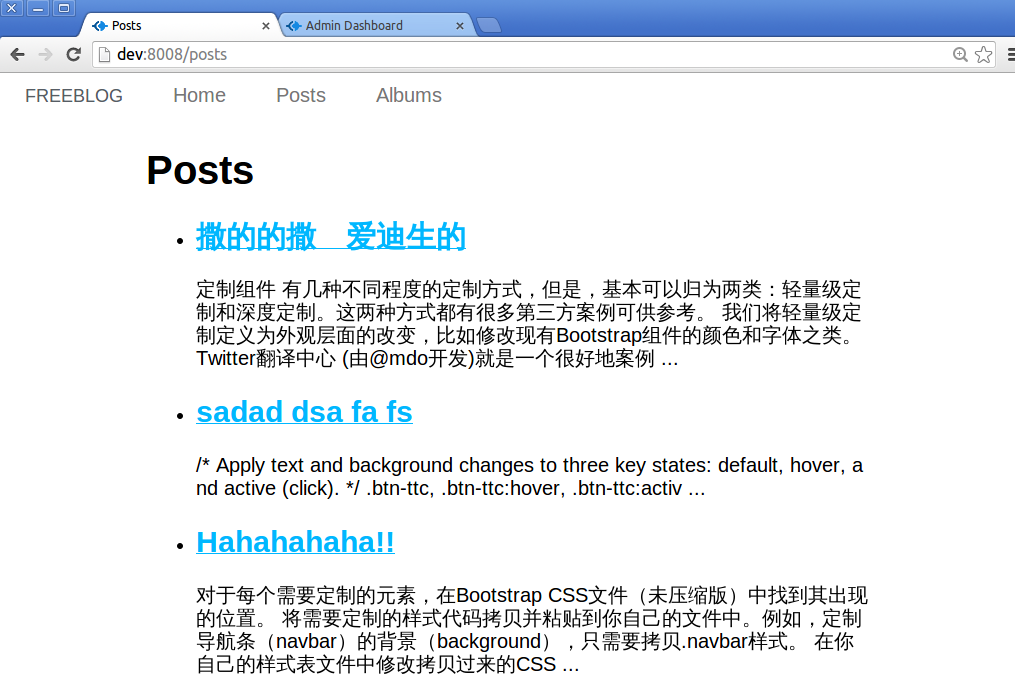 Posts
Admin Dashboard
dev:8008/posts
FREEBLOG Home Posts Albums
Posts
撒的的撒　爱迪生的
定制组件 有几种不同程度的定制方式，但是，基本可以归为两类：轻量级定
制和深度定制。这两种方式都有很多第三方案例可供参考。 我们将轻量级定
制定义为外观层面的改变，比如修改现有Bootstrap组件的颜色和字体之类。
Twitter翻译中心 (由@mdo开发)就是一个很好地案例 ...
sadad dsa fa fs
/* Apply text and background changes to three key states: default, hover, a
nd active (click). */ .btn-ttc, .btn-ttc:hover, .btn-ttc:activ ...
Hahahahaha!!
对于每个需要定制的元素，在Bootstrap CSS文件（未压缩版）中找到其出现
的位置。 将需要定制的样式代码拷贝并粘贴到你自己的文件中。例如，定制
导航条（navbar）的背景（background），只需要拷贝.navbar样式。 在你
自己的样式表文件中修改拷贝过来的CSS ...